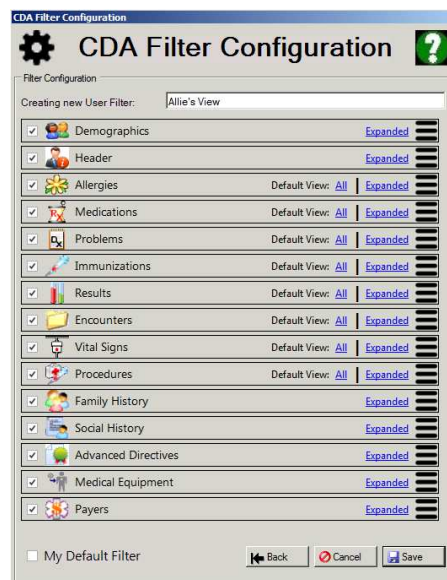 CDA Filter Configuration
CDA Filter Configuration ?
Filter Configuration
Creating new User Filter: Allie's View
Demographics Expanded
Header Expanded
Allergies Default View: All Expanded
Medications Default View: All Expanded
Problems Default View: All Expanded
Immunizations Default View: All Expanded
Results Default View: All Expanded
Encounters Default View: All Expanded
Vital Signs Default View: All Expanded
Procedures Default View: All Expanded
Family History Expanded
Social History Expanded
Advanced Directives Expanded
Medical Equipment Expanded
Payers Expanded
My Default Filter Back Cancel Save